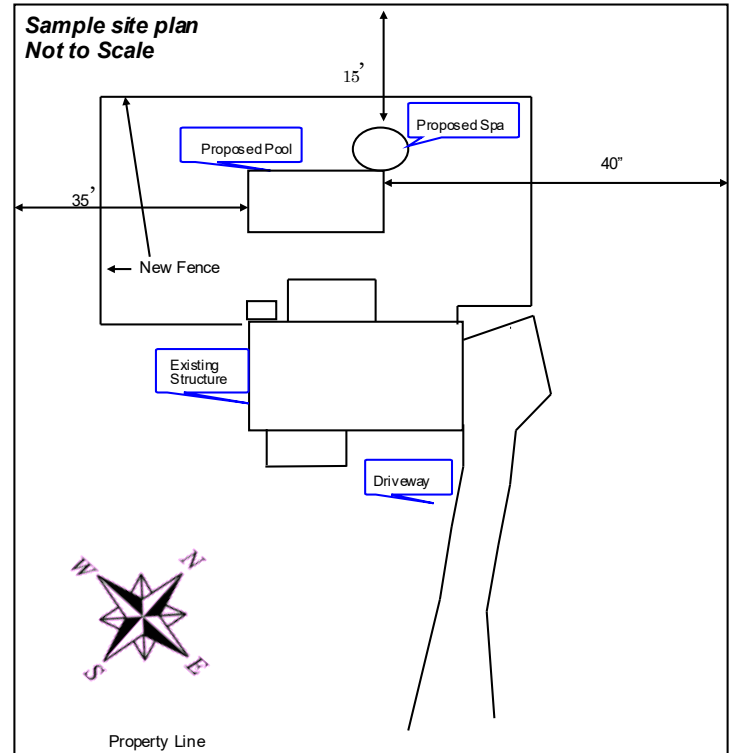 Sample site plan
Not to Scale
15’
Proposed Spa
Proposed Pool
40”
35’
New Fence
Existing
Structure
Driveway
W
N
S
E
Property Line